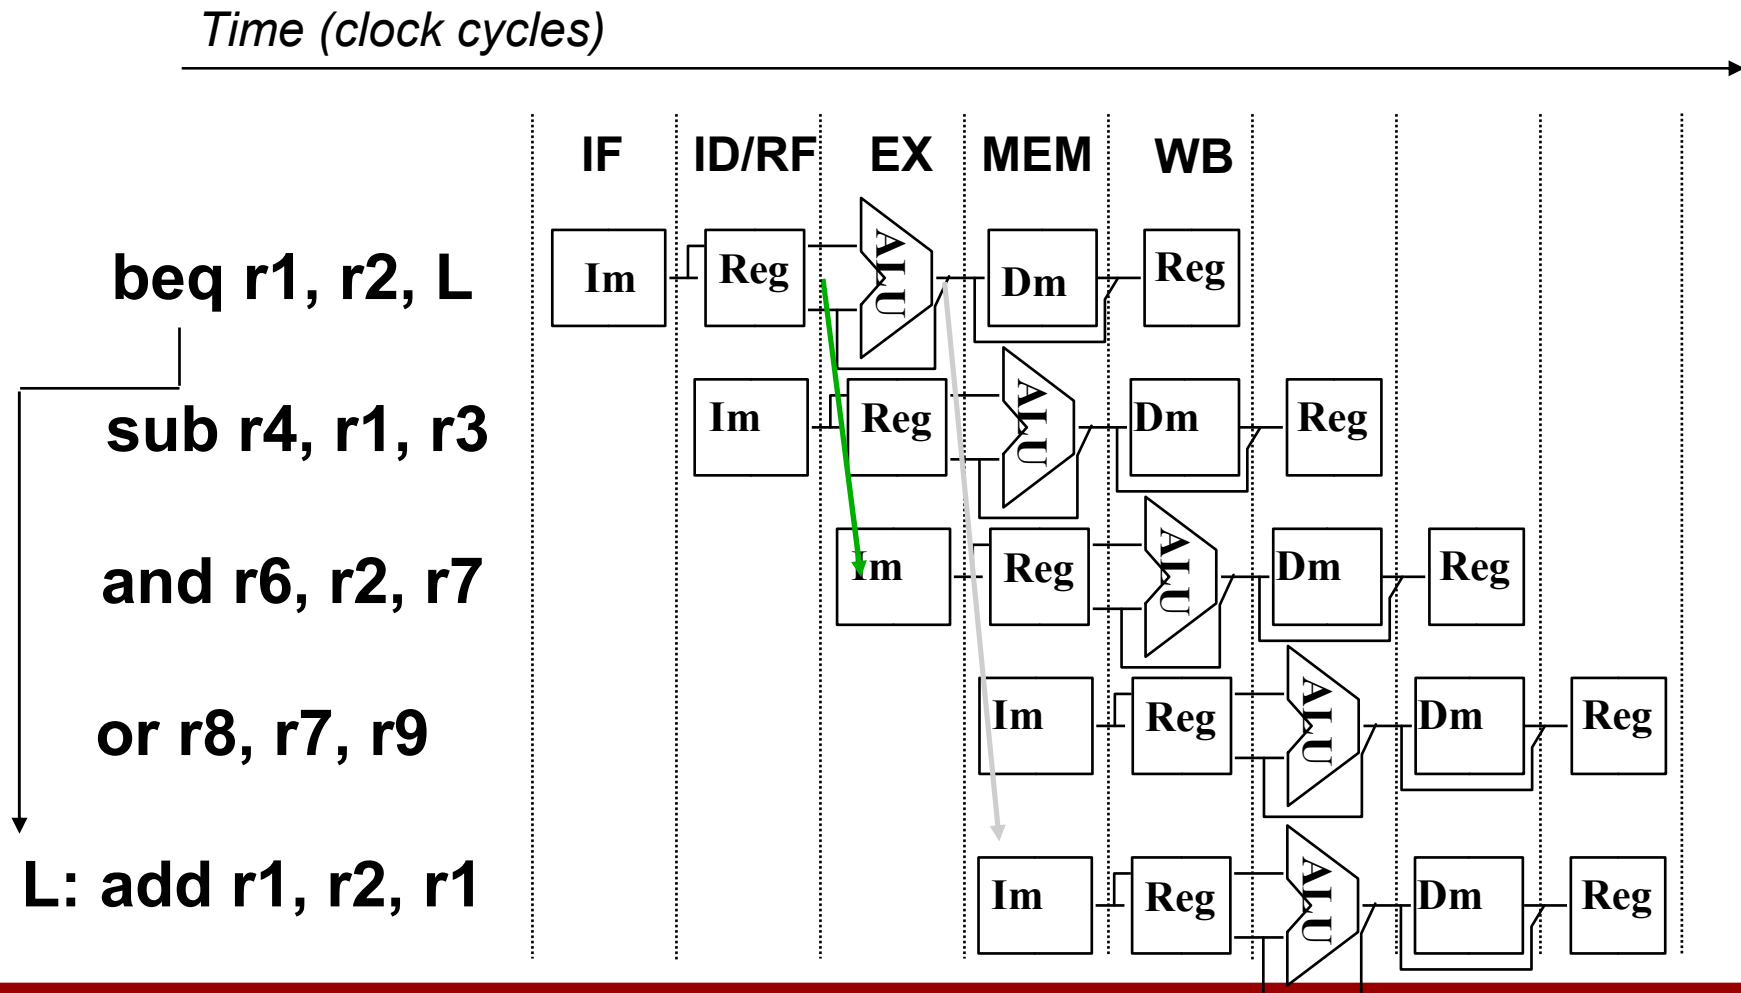 Time (clock cycles)
IF ID/RF EX MEM WB
beq r1, r2, L Im Reg ALU Dm Reg
sub r4, r1, r3 Im Reg ALU Dm Reg
and r6, r2, r7 Im Reg ALU Dm Reg
or r8, r7, r9 Im Reg ALU Dm Reg
L: add r1, r2, r1 Im Reg ALU Dm Reg